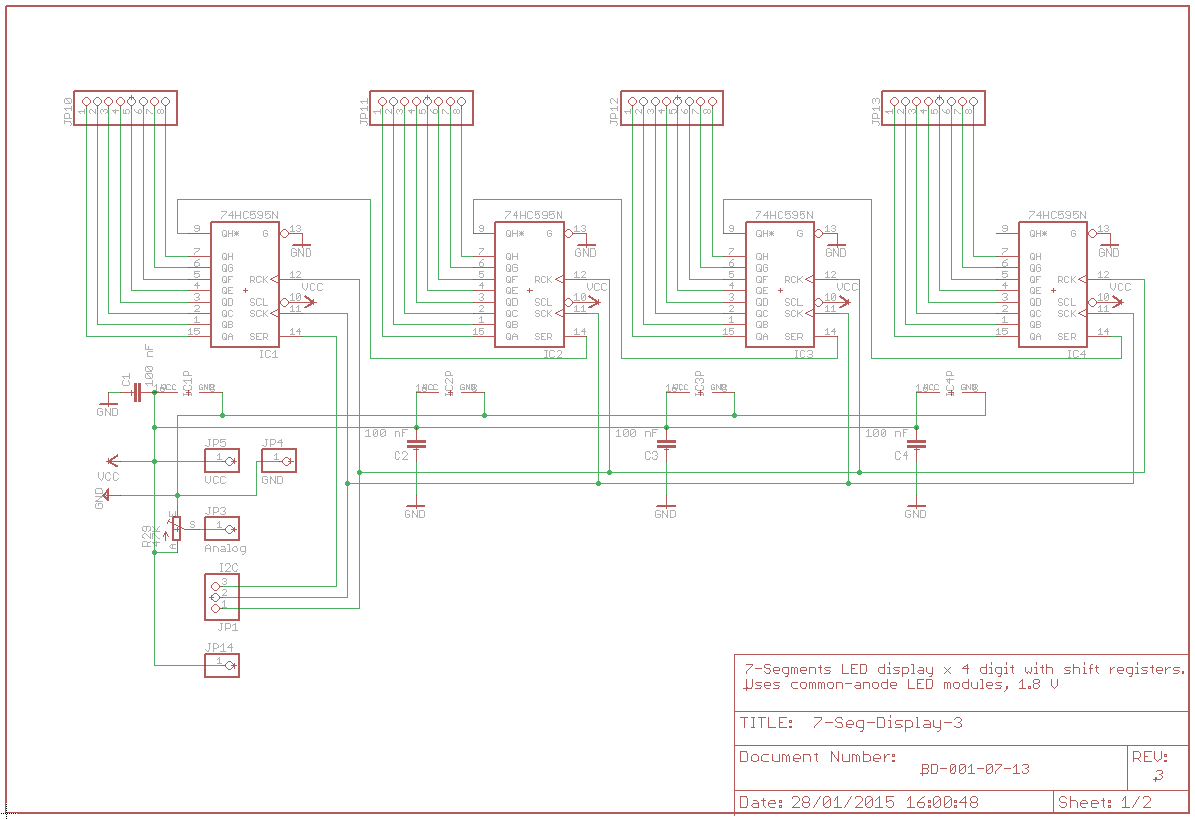 JP10
1 2 3 4 5 6 7 8
JP11
1 2 3 4 5 6 7 8
JP12
1 2 3 4 5 6 7 8
JP13
1 2 3 4 5 6 7 8
74HC595N
9 QH* G 13
GND
7 QH
6 QG
5 QF RCK 12
4 QE VCC
3 QD SCL 10
2 QC SCK 11
1 QB
15 QA SER 14
IC1
74HC595N
9 QH* G 13
GND
7 QH
6 QG
5 QF RCK 12
4 QE VCC
3 QD SCL 10
2 QC SCK 11
1 QB
15 QA SER 14
IC2
74HC595N
9 QH* G 13
GND
7 QH
6 QG
5 QF RCK 12
4 QE VCC
3 QD SCL 10
2 QC SCK 11
1 QB
15 QA SER 14
IC3
74HC595N
9 QH* G 13
GND
7 QH
6 QG
5 QF RCK 12
4 QE VCC
3 QD SCL 10
2 QC SCK 11
1 QB
15 QA SER 14
IC4
C1
100 nF
GND
16 VCC IC1P GND 8
16 VCC IC2P GND 8
16 VCC IC3P GND 8
16 VCC IC4P GND 8
100 nF
C2
GND
100 nF
C3
GND
100 nF
C4
GND
VCC
GND
JP5
1
VCC
JP4
1
GND
R29
47K
E
S
A
JP3
1
Analog
I2C
3
2
1
JP1
JP14
1
7-Segments LED display x 4 digit with shift registers.
Uses common-anode LED modules, 1.8 V
TITLE: 7-Seg-Display-3
Document Number:
BD-001-07-13
REV:
3
Date: 28/01/2015 16:00:48
Sheet: 1/2